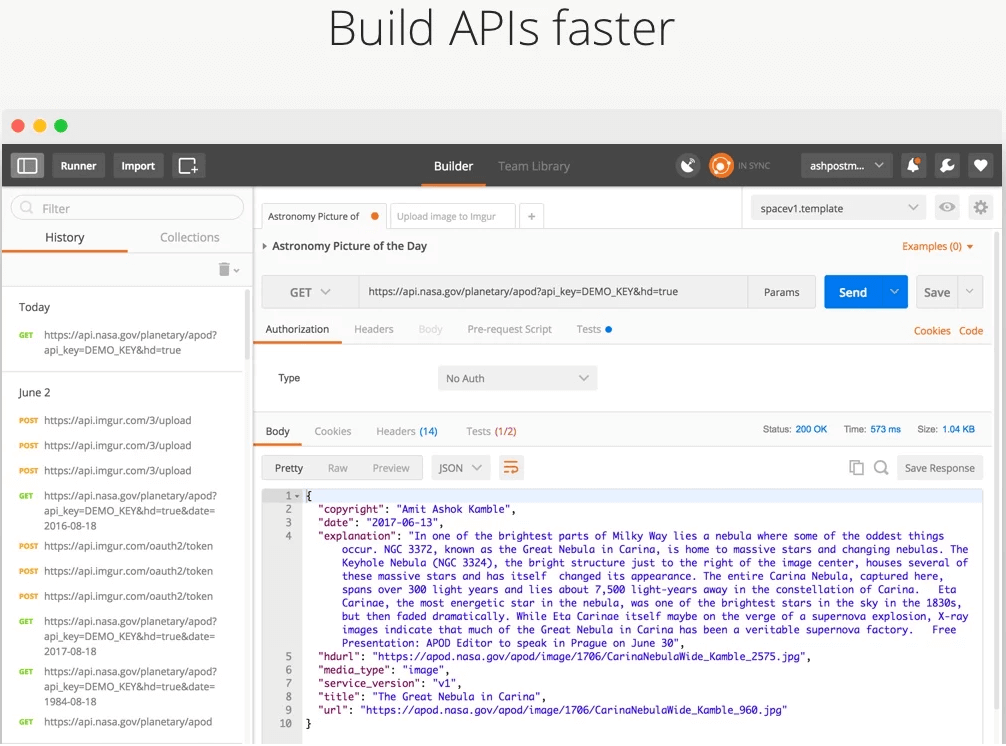 Build APIs faster
Runner
Import
Builder
Team Library
IN SYNC
ashpostm...
Filter
History
Collections
Today
GET https://api.nasa.gov/planetary/apod?
api_key=DEMO_KEY&hd=true
June 2
POST https://api.imgur.com/3/upload
POST https://api.imgur.com/3/upload
POST https://api.imgur.com/3/upload
GET https://api.nasa.gov/planetary/apod?
api_key=DEMO_KEY&hd=true&date=
2016-08-18
POST https://api.imgur.com/oauth2/token
POST https://api.imgur.com/oauth2/token
POST https://api.imgur.com/oauth2/token
GET https://api.nasa.gov/planetary/apod?
api_key=DEMO_KEY&hd=true&date=
2017-08-18
GET https://api.nasa.gov/planetary/apod?
api_key=DEMO_KEY&hd=true&date=
1984-08-18
GET https://api.nasa.gov/planetary/apod
Astronomy Picture of
Upload image to Imgur
+
spacev1.template
Astronomy Picture of the Day
Examples (0)
GET
https://api.nasa.gov/planetary/apod?api_key=DEMO_KEY&hd=true
Params
Send
Save
Authorization
Headers
Body
Pre-request Script
Tests
Cookies
Code
Type
No Auth
Body
Cookies
Headers (14)
Tests (1/2)
Status: 200 OK
Time: 573 ms
Size: 1.04 KB
Pretty
Raw
Preview
JSON
Save Response
1 {
2 "copyright": "Amit Ashok Kamble",
3 "date": "2017-06-13",
4 "explanation": "In one of the brightest parts of Milky Way lies a nebula where some of the oddest things
occur. NGC 3372, known as the Great Nebula in Carina, is home to massive stars and changing nebulas. The
Keyhole Nebula (NGC 3324), the bright structure just to the right of the image center, houses several of
these massive stars and has itself  changed its appearance. The entire Carina Nebula, captured here,
spans over 300 light years and lies about 7,500 light-years away in the constellation of Carina.   Eta
Carinae, the most energetic star in the nebula, was one of the brightest stars in the sky in the 1830s,
but then faded dramatically. While Eta Carinae itself maybe on the verge of a supernova explosion, X-ray
images indicate that much of the Great Nebula in Carina has been a veritable supernova factory.   Free
Presentation: APOD Editor to speak in Prague on June 30",
5 "hdurl": "https://apod.nasa.gov/apod/image/1706/CarinaNebulaWide_Kamble_2575.jpg",
6 "media_type": "image",
7 "service_version": "v1",
8 "title": "The Great Nebula in Carina",
9 "url": "https://apod.nasa.gov/apod/image/1706/CarinaNebulaWide_Kamble_960.jpg"
10 }